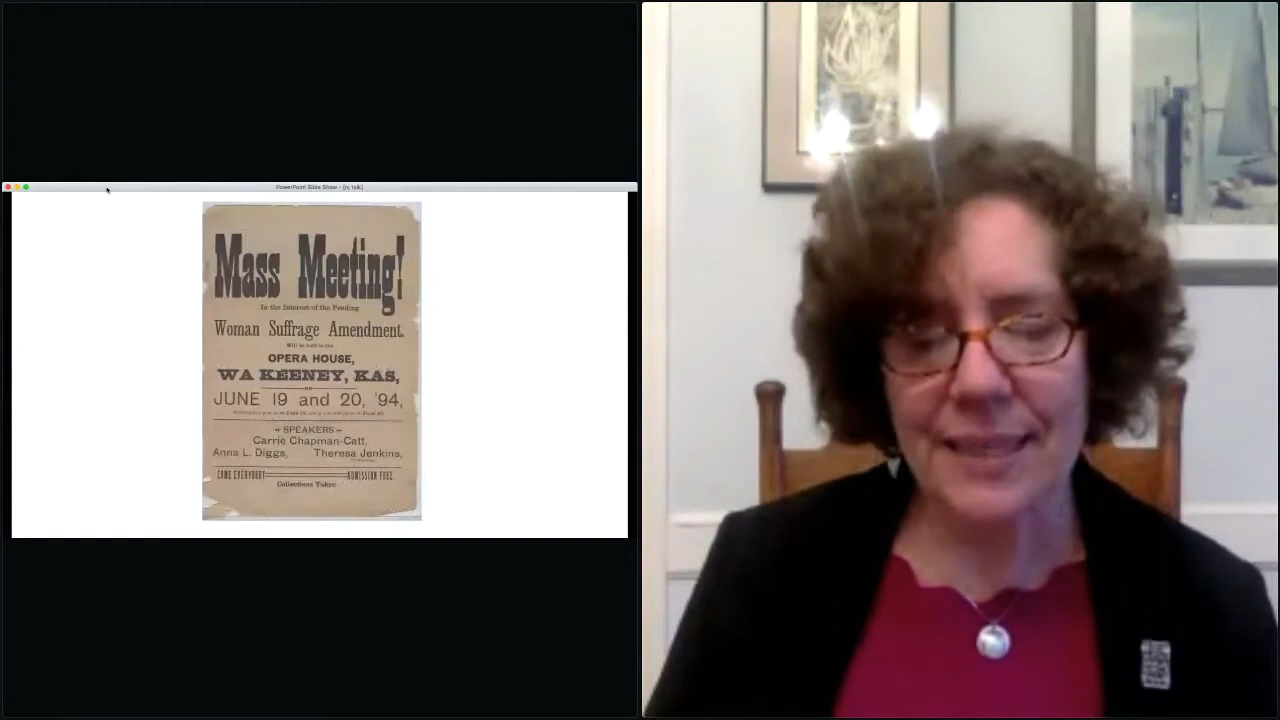 PowerPoint Slide Show - [nj talk]
Mass Meeting!
In the Interest of the Pending
Woman Suffrage Amendment.
Will be held in the
OPERA HOUSE,
WA KEENEY, KAS,
ON
JUNE 19 and 20, '94,
SPEAKERS
Carrie Chapman-Catt,
Anna L. Diggs, Theresa Jenkins,
COME EVERYBODY ADMISSION FREE.
Collections Taken